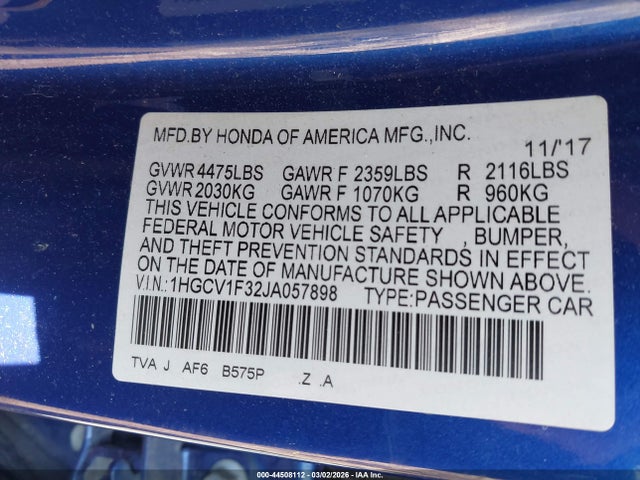 MFD.BY HONDA OF AMERICA MFG.,INC.
11/'17
GVWR 4475LBS GAWR F 2359LBS R 2116LBS
GVWR 2030KG GAWR F 1070KG R 960KG
THIS VEHICLE CONFORMS TO ALL APPLICABLE
FEDERAL MOTOR VEHICLE SAFETY , BUMPER,
AND THEFT PREVENTION STANDARDS IN EFFECT
ON THE DATE OF MANUFACTURE SHOWN ABOVE.
V.I.N.:1HGCV1F32JA057898 TYPE:PASSENGER CAR
TVA J AF6 B575P .Z .A
000-44508112 — 03/02/2026 — IAA Inc.